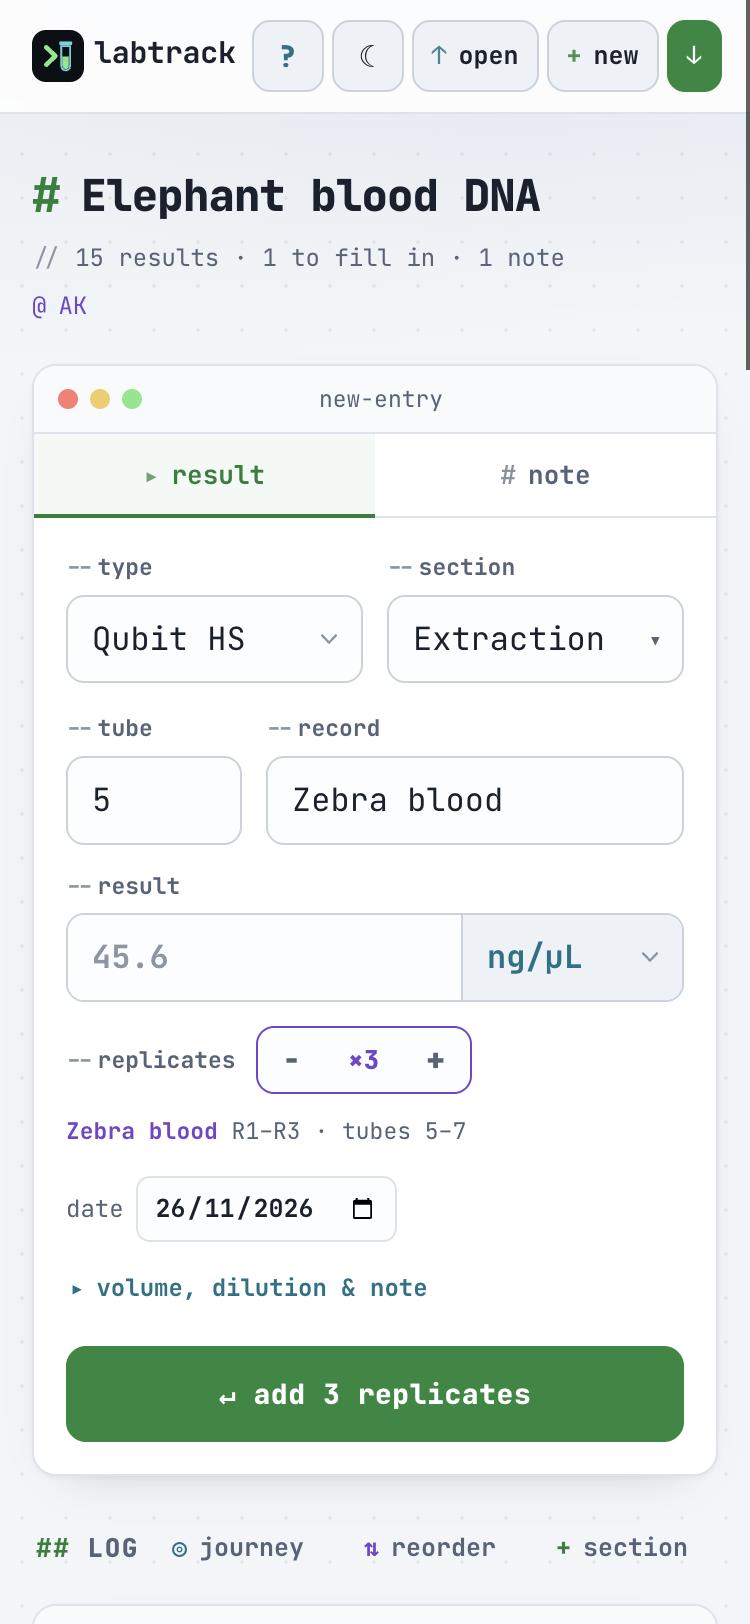 labtrack ? ☾ ↑ open + new ↓
# Elephant blood DNA
// 15 results · 1 to fill in · 1 note
@ AK
new-entry
▸ result # note
-- type -- section
Qubit HS Extraction ▾
-- tube -- record
5 Zebra blood
-- result
45.6 ng/µL
-- replicates - ×3 +
Zebra blood R1–R3 · tubes 5–7
date 26/11/2026
▸ volume, dilution & note
↵ add 3 replicates
## LOG ◎ journey ⇅ reorder + section